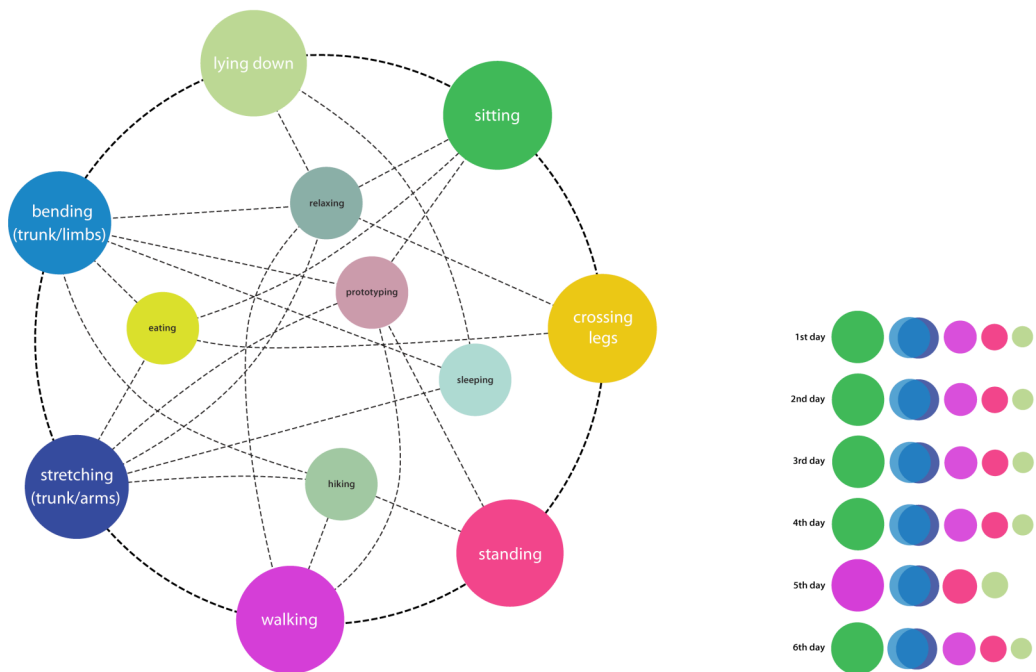 lying down
sitting
relaxing
bending
(trunk/limbs)
prototyping
eating
crossing
legs
sleeping
stretching
(trunk/arms)
hiking
standing
walking
1st day
2nd day
3rd day
4th day
5th day
6th day